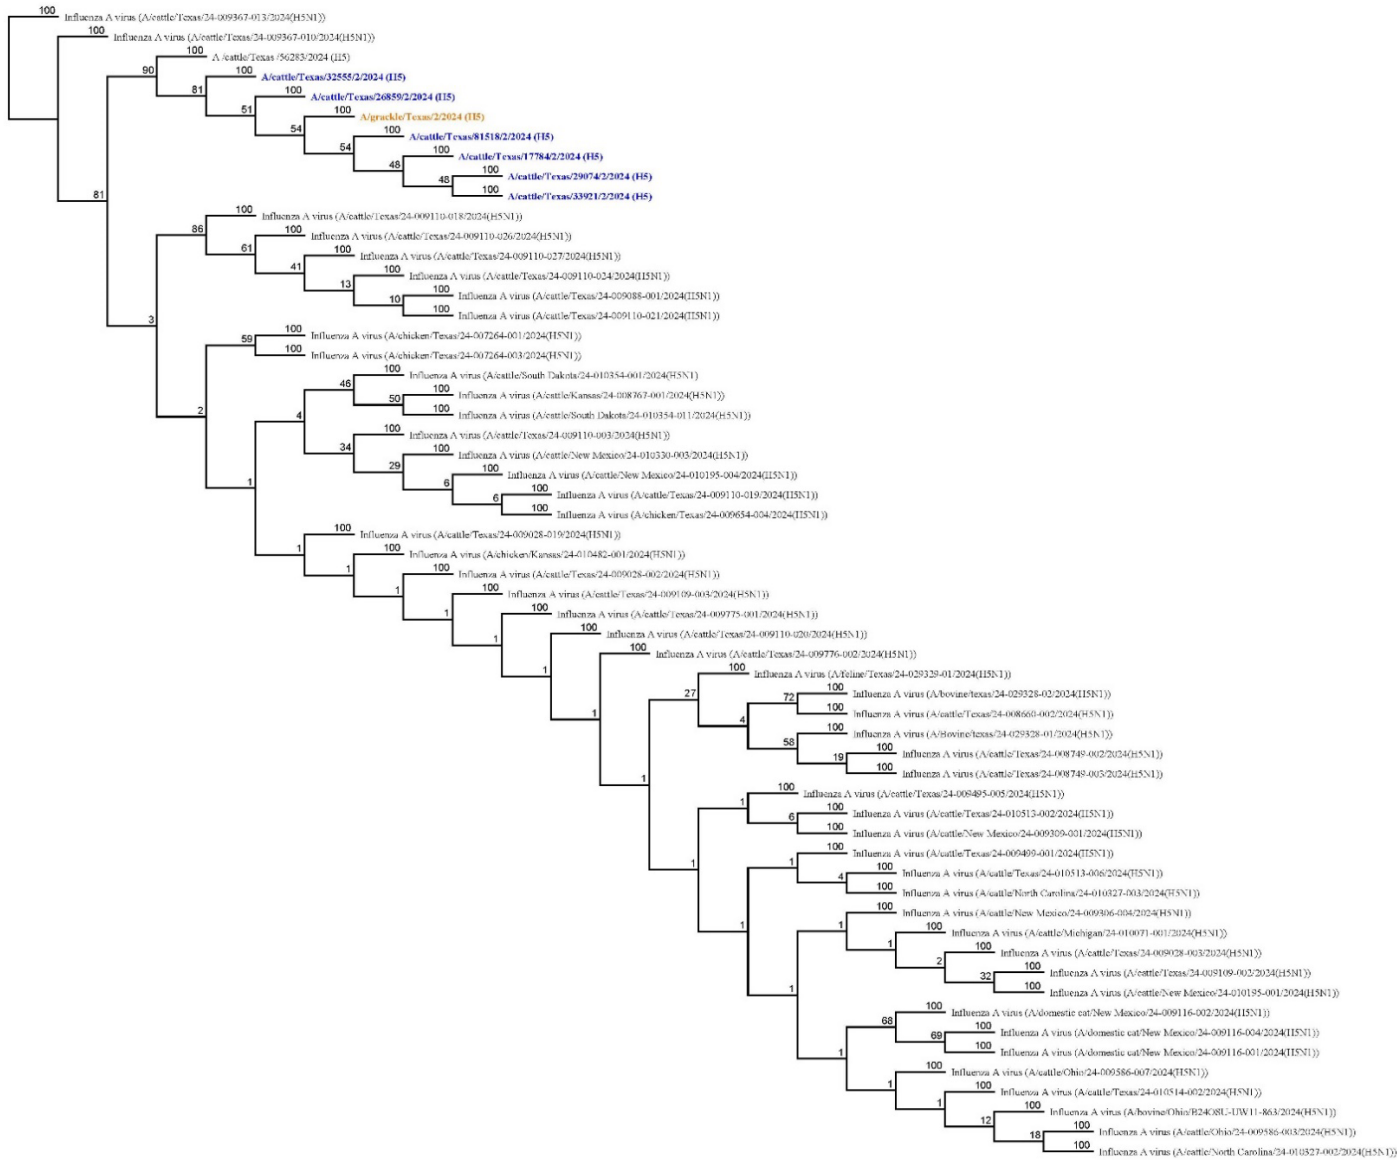 100 Influenza A virus (A/cattle/Texas/24-009367-013/2024(H5N1))
100 Influenza A virus (A/cattle/Texas/24-009367-010/2024(H5N1))
100 A /cattle/Texas /56283/2024 (H5)
90
100 A/cattle/Texas/32555/2/2024 (H5)
81
100 A/cattle/Texas/26859/2/2024 (H5)
51
100 A/grackle/Texas/2/2024 (H5)
54
100 A/cattle/Texas/81518/2/2024 (H5)
54
100 A/cattle/Texas/17784/2/2024 (H5)
48
100 A/cattle/Texas/29074/2/2024 (H5)
48
100 A/cattle/Texas/33921/2/2024 (H5)
81
100 Influenza A virus (A/cattle/Texas/24-009110-018/2024(H5N1))
86
100 Influenza A virus (A/cattle/Texas/24-009110-026/2024(H5N1))
61
100 Influenza A virus (A/cattle/Texas/24-009110-027/2024(H5N1))
41
100 Influenza A virus (A/cattle/Texas/24-009110-024/2024(H5N1))
13
100 Influenza A virus (A/cattle/Texas/24-009088-001/2024(H5N1))
10
100 Influenza A virus (A/cattle/Texas/24-009110-021/2024(H5N1))
3
100 Influenza A virus (A/chicken/Texas/24-007264-001/2024(H5N1))
59
100 Influenza A virus (A/chicken/Texas/24-007264-003/2024(H5N1))
100 Influenza A virus (A/cattle/South Dakota/24-010354-001/2024(H5N1)
46
100 Influenza A virus (A/cattle/Kansas/24-008767-001/2024(H5N1))
50
100 Influenza A virus (A/cattle/South Dakota/24-010354-011/2024(H5N1))
2
4
100 Influenza A virus (A/cattle/Texas/24-009110-003/2024(H5N1))
34
100 Influenza A virus (A/cattle/New Mexico/24-010330-003/2024(H5N1))
29
100 Influenza A virus (A/cattle/New Mexico/24-010195-004/2024(H5N1))
6
100 Influenza A virus (A/cattle/Texas/24-009110-019/2024(H5N1))
6
100 Influenza A virus (A/chicken/Texas/24-009654-004/2024(H5N1))
1
100 Influenza A virus (A/cattle/Texas/24-009028-019/2024(H5N1))
1
100 Influenza A virus (A/chicken/Kansas/24-010482-001/2024(H5N1))
1
100 Influenza A virus (A/cattle/Texas/24-009028-002/2024(H5N1))
1
100 Influenza A virus (A/cattle/Texas/24-009109-003/2024(H5N1))
1
100 Influenza A virus (A/cattle/Texas/24-009775-001/2024(H5N1))
1
100 Influenza A virus (A/cattle/Texas/24-009110-020/2024(H5N1))
1
100 Influenza A virus (A/cattle/Texas/24-009776-002/2024(H5N1))
1
100 Influenza A virus (A/feline/Texas/24-029329-01/2024(H5N1))
27
100 Influenza A virus (A/bovine/texas/24-029328-02/2024(H5N1))
72
100 Influenza A virus (A/cattle/Texas/24-008660-002/2024(H5N1))
4
100 Influenza A virus (A/Bovine/texas/24-029328-01/2024(H5N1))
58
100 Influenza A virus (A/cattle/Texas/24-008749-002/2024(H5N1))
19
100 Influenza A virus (A/cattle/Texas/24-008749-003/2024(H5N1))
1
100 Influenza A virus (A/cattle/Texas/24-009495-005/2024(H5N1))
1
100 Influenza A virus (A/cattle/Texas/24-010513-002/2024(H5N1))
6
100 Influenza A virus (A/cattle/New Mexico/24-009309-001/2024(H5N1))
1
100 Influenza A virus (A/cattle/Texas/24-009499-001/2024(H5N1))
1
100 Influenza A virus (A/cattle/Texas/24-010513-006/2024(H5N1))
4
100 Influenza A virus (A/cattle/North Carolina/24-010327-003/2024(H5N1))
1
100 Influenza A virus (A/cattle/New Mexico/24-009306-004/2024(H5N1))
1
100 Influenza A virus (A/cattle/Michigan/24-010071-001/2024(H5N1))
1
100 Influenza A virus (A/cattle/Texas/24-009028-003/2024(H5N1))
2
100 Influenza A virus (A/cattle/Texas/24-009109-002/2024(H5N1))
32
100 Influenza A virus (A/cattle/New Mexico/24-010195-001/2024(H5N1))
1
100 Influenza A virus (A/domestic cat/New Mexico/24-009116-002/2024(H5N1))
68
100 Influenza A virus (A/domestic cat/New Mexico/24-009116-004/2024(H5N1))
69
100 Influenza A virus (A/domestic cat/New Mexico/24-009116-001/2024(H5N1))
1
100 Influenza A virus (A/cattle/Ohio/24-009586-007/2024(H5N1))
1
100 Influenza A virus (A/cattle/Texas/24-010514-002/2024(H5N1))
1
100 Influenza A virus (A/bovine/Ohio/B24OSU-UW11-863/2024(H5N1))
12
100 Influenza A virus (A/cattle/Ohio/24-009586-003/2024(H5N1))
18
100 Influenza A virus (A/cattle/North Carolina/24-010327-002/2024(H5N1))